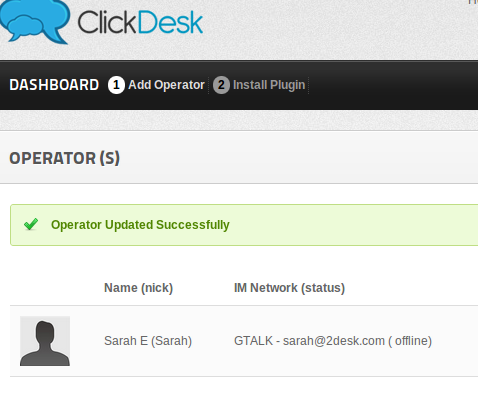 ClickDesk
DASHBOARD 1 Add Operator 2 Install Plugin
OPERATOR (S)
Operator Updated Successfully
Name (nick) IM Network (status)
Sarah E (Sarah) GTALK - sarah@2desk.com ( offline)